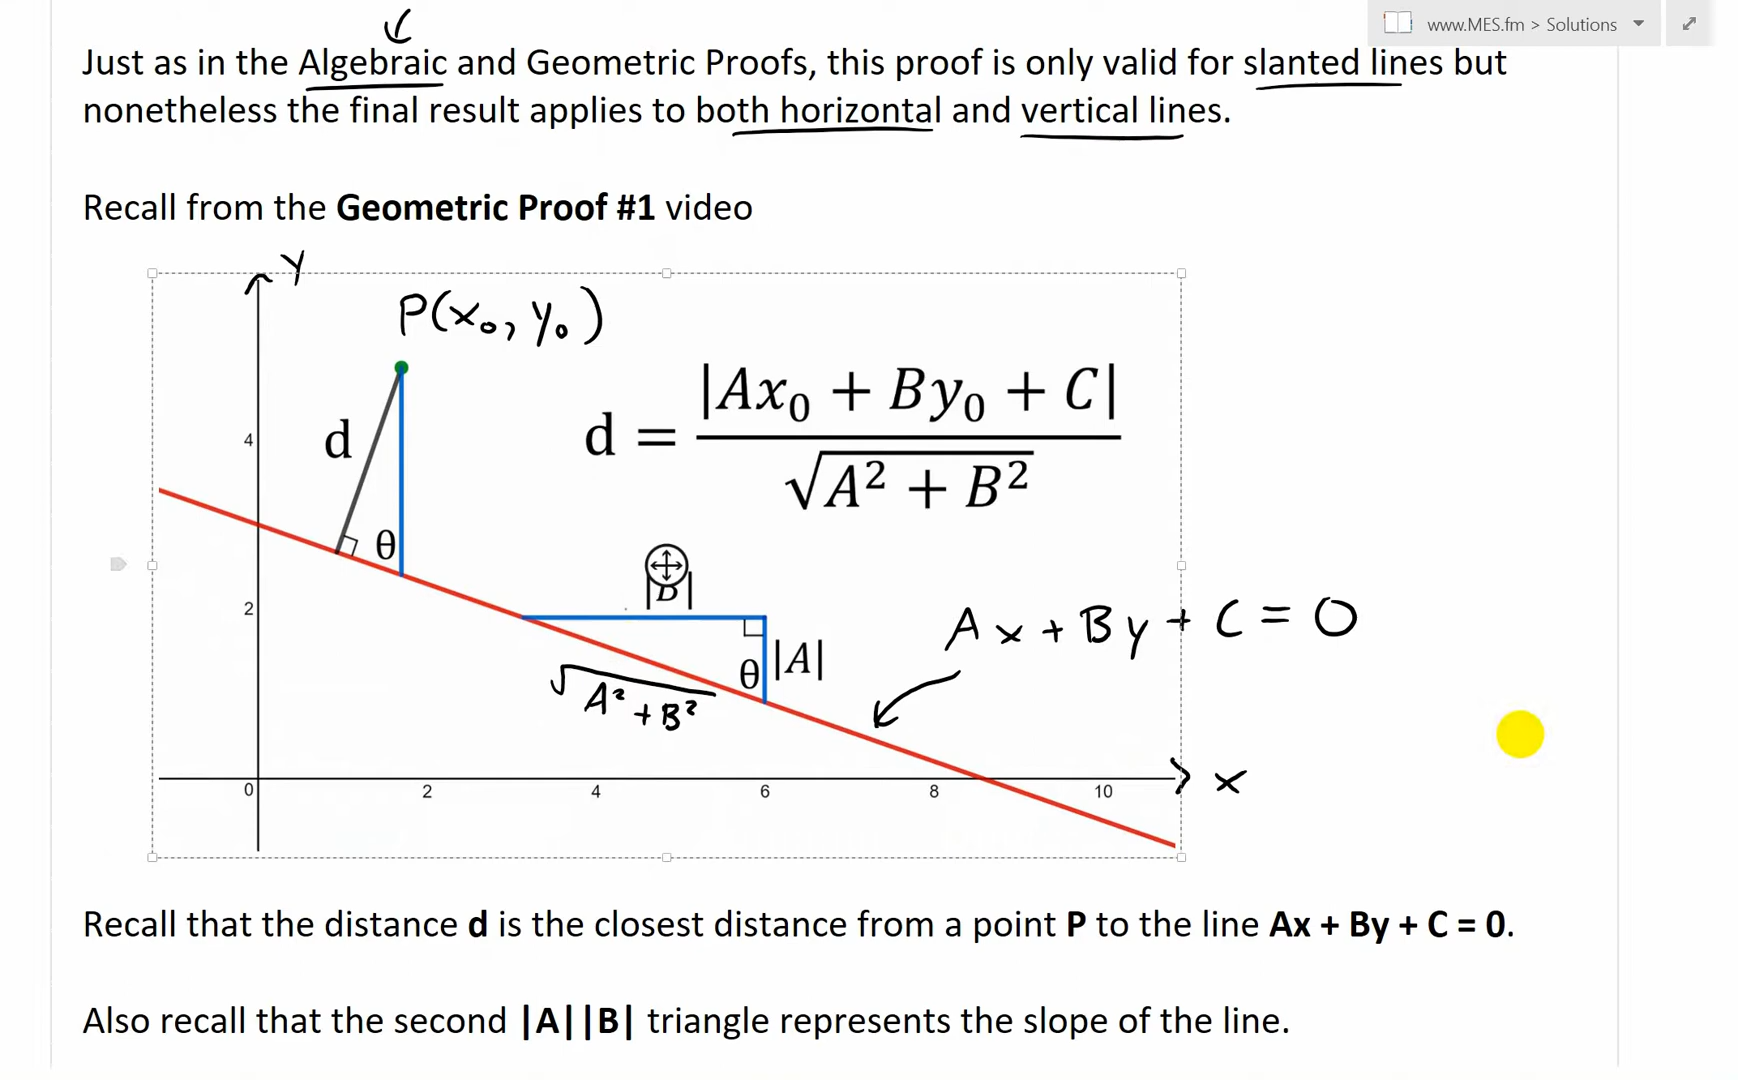 www.MES.fm > Solutions
Just as in the Algebraic and Geometric Proofs, this proof is only valid for slanted lines but
nonetheless the final result applies to both horizontal and vertical lines.
Recall from the Geometric Proof #1 video
y
P(x₀, y₀)
d
d = |Ax₀ + By₀ + C| / √(A² + B²)
4
θ
|B|
2
Ax + By + C = 0
θ |A|
√(A² + B²)
x
0 2 4 6 8 10
Recall that the distance d is the closest distance from a point P to the line Ax + By + C = 0.
Also recall that the second |A||B| triangle represents the slope of the line.